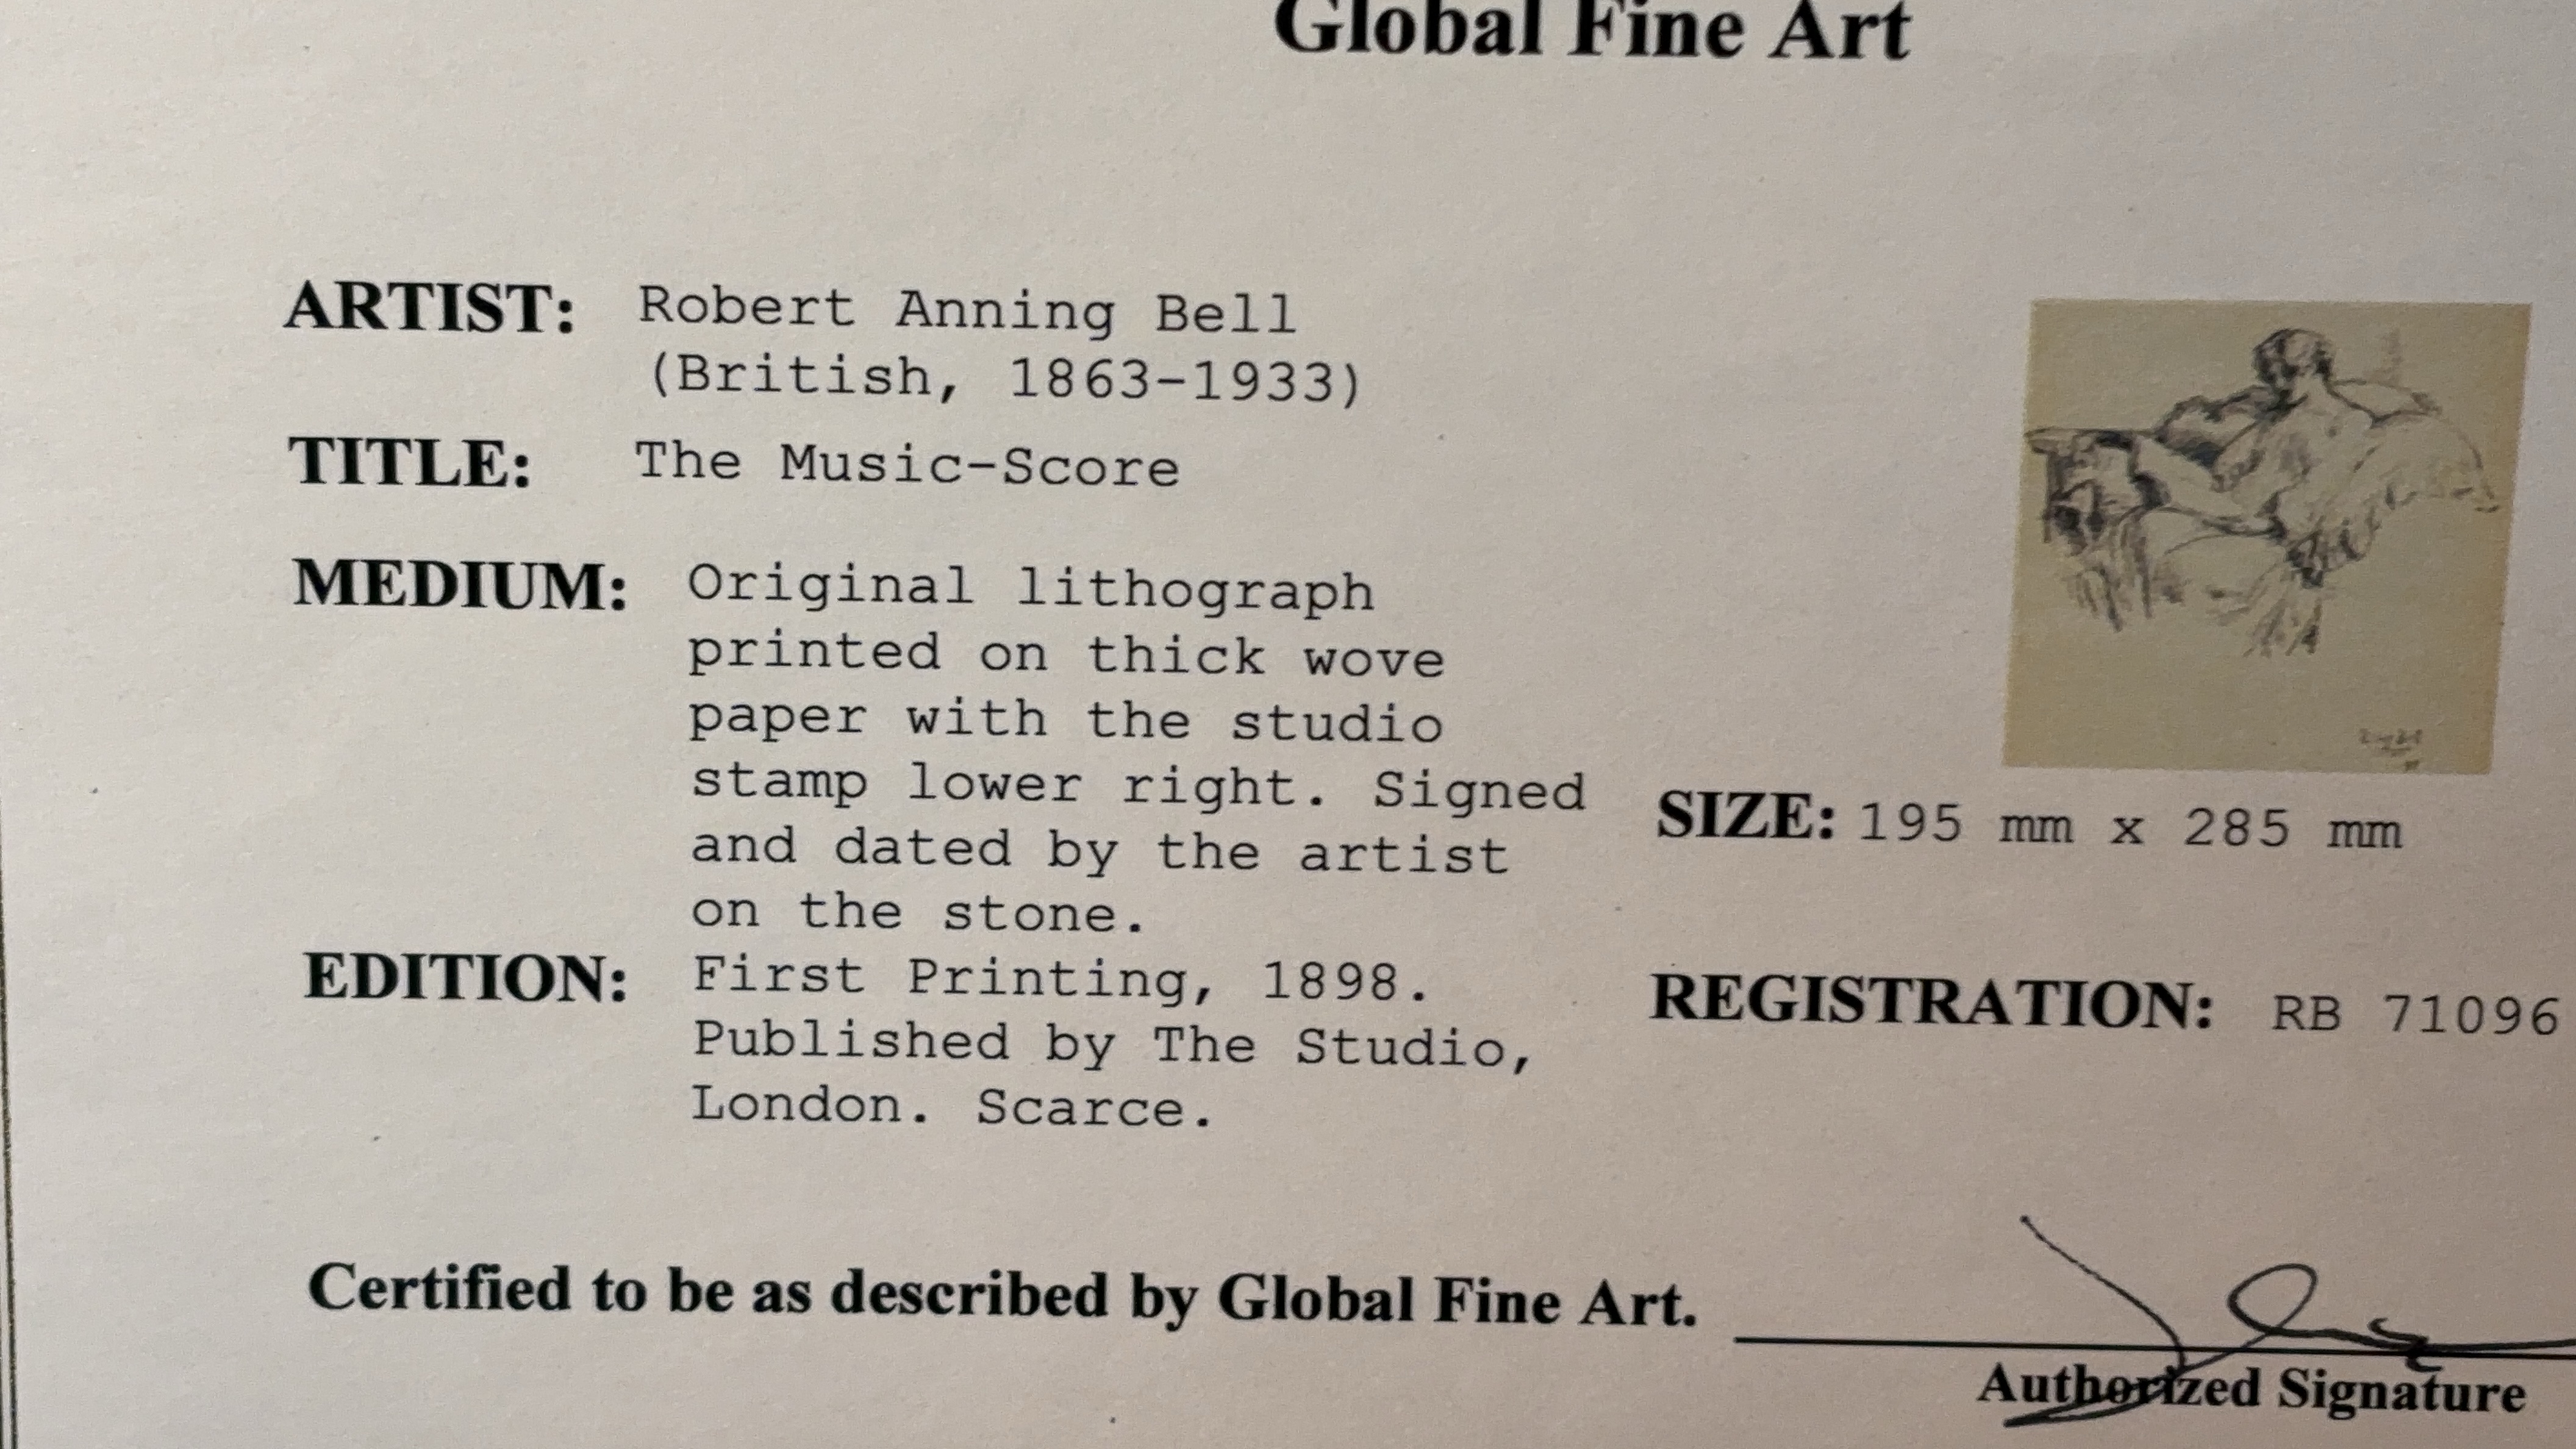 Global Fine Art
ARTIST: Robert Anning Bell
(British, 1863-1933)
TITLE: The Music-Score
MEDIUM: Original lithograph
printed on thick wove
paper with the studio
stamp lower right. Signed
and dated by the artist
on the stone.
SIZE: 195 mm x 285 mm
EDITION: First Printing, 1898.
Published by The Studio,
London. Scarce.
REGISTRATION: RB 71096
Certified to be as described by Global Fine Art.
Authorized Signature